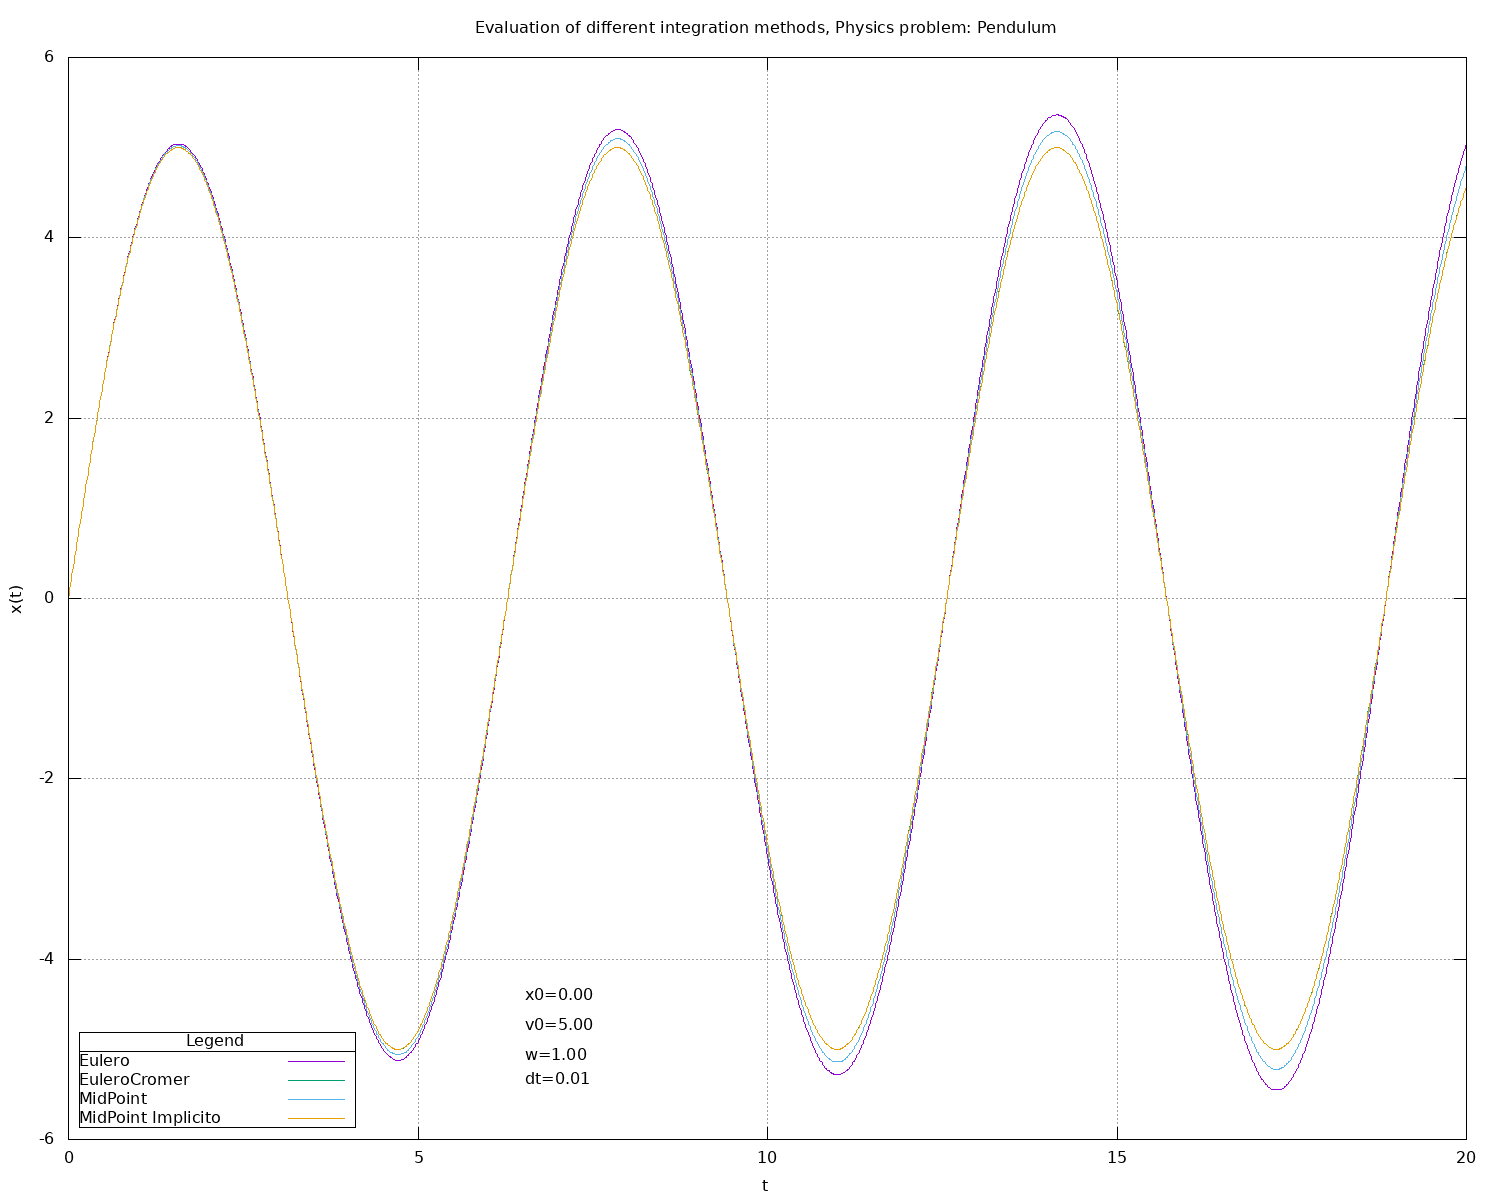 Evaluation of different integration methods, Physics problem: Pendulum
6
4
2
0
-2
-4
-6
x(t)
x0=0.00
v0=5.00
w=1.00
dt=0.01
Legend
Eulero
EuleroCromer
MidPoint
MidPoint Implicito
0 5 10 15 20
t